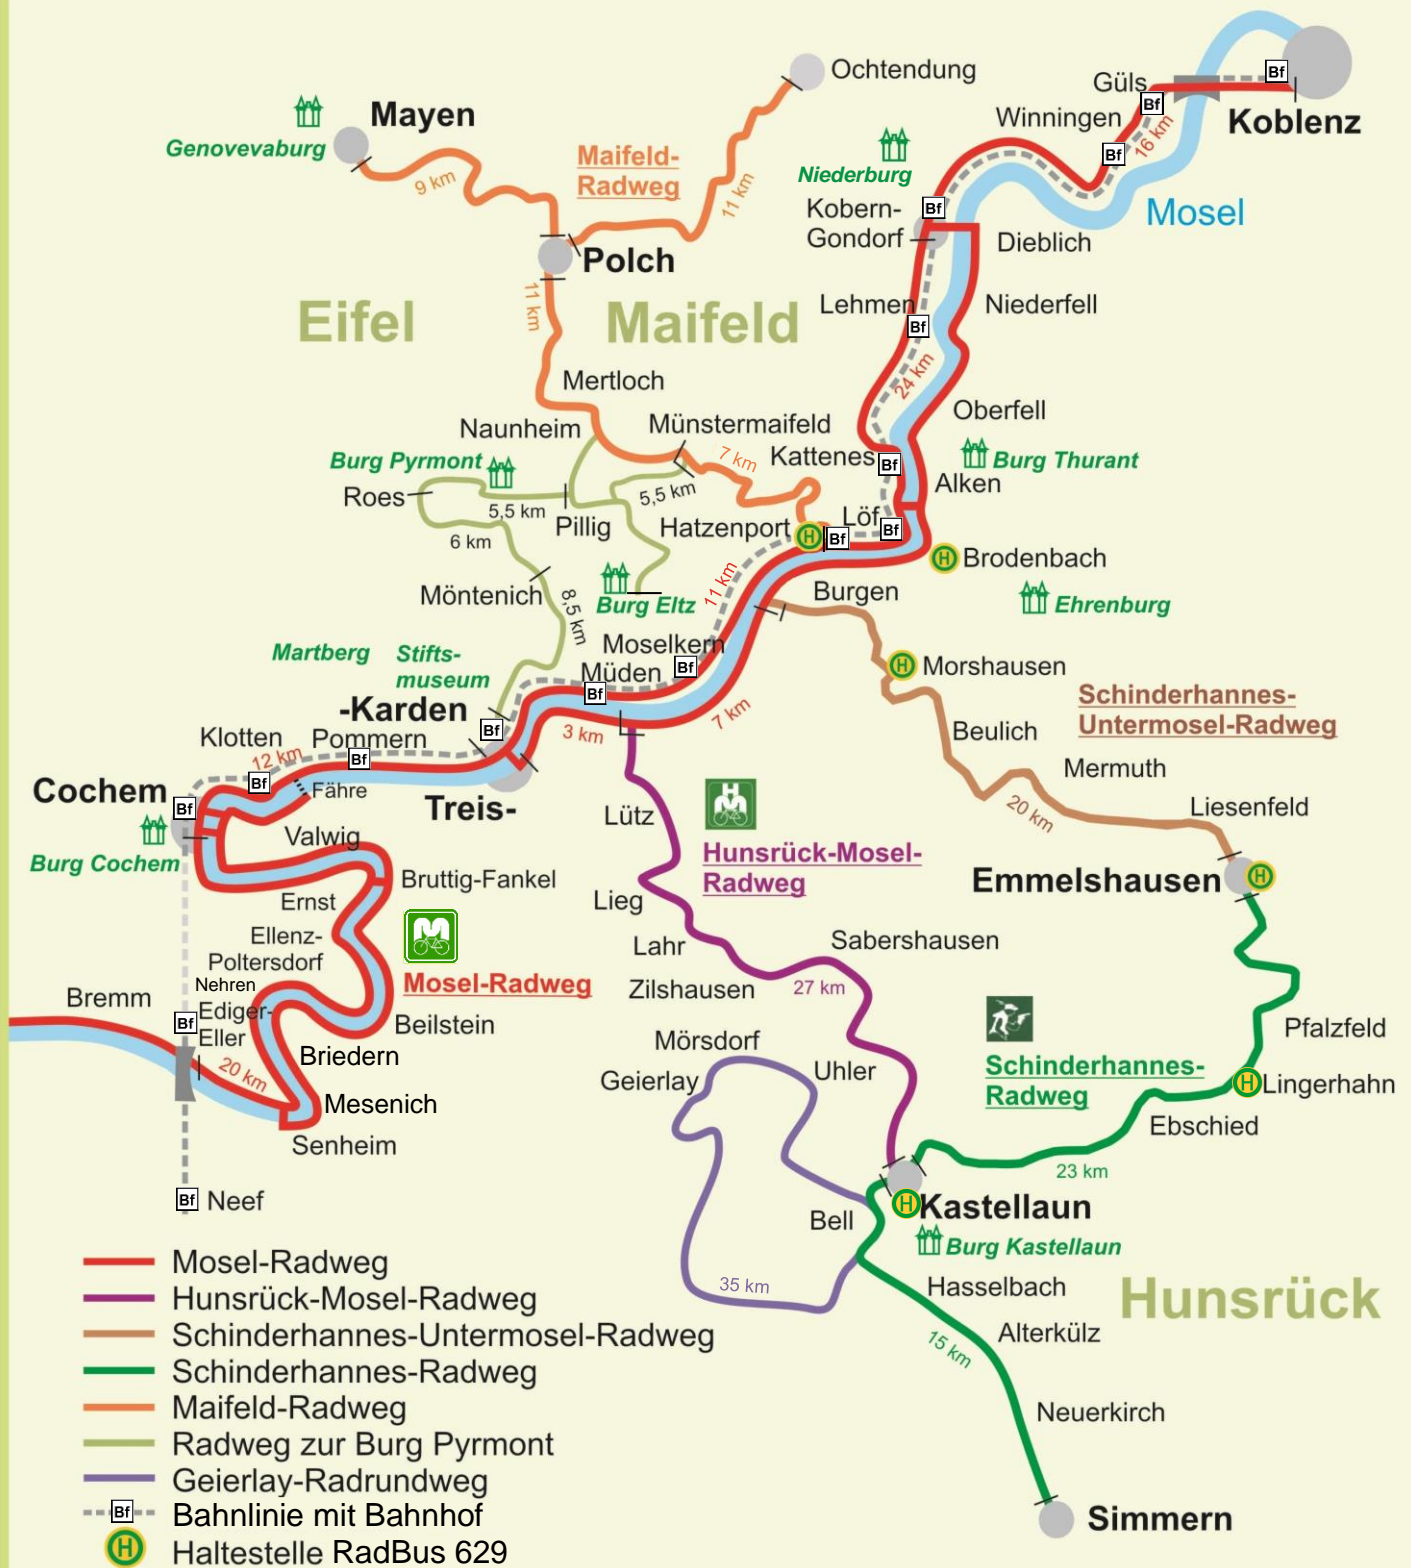 Ochtendung
Güls
Bf
Koblenz
Mayen
Genovevaburg
Winningen
Bf
16 km
Bf
Maifeld-
Radweg
9 km
11 km
Niederburg
Kobern-
Gondorf
Bf
Mosel
Dieblich
Polch
11 km
Eifel
Maifeld
Lehmen
Niederfell
Bf
24 km
Mertloch
Oberfell
Naunheim
Münstermaifeld
7 km
Kattenes
Bf
Burg Thurant
Burg Pyrmont
Roes
5,5 km
5,5 km
Alken
Pillig
Hatzenport
H
Bf
Löf
Bf
6 km
H
Brodenbach
Möntenich
8,5 km
Burg Eltz
11 km
Burgen
Ehrenburg
Martberg
Stifts-
museum
Moselkern
Müden
Bf
Bf
H
Morshausen
Schinderhannes-
Untermosel-Radweg
-Karden
Bf
3 km
7 km
Beulich
Klotten
Pommern
12 km
Bf
Bf
Mermuth
Cochem
Bf
Fähre
Treis-
Lütz
H
M
20 km
Liesenfeld
Burg Cochem
Valwig
Hunsrück-Mosel-
Radweg
Bruttig-Fankel
Emmelshausen
H
Ernst
Lieg
Ellenz-
Poltersdorf
M
Lahr
Sabershausen
Nehren
Mosel-Radweg
Zilshausen
27 km
Bremm
Ediger-
Eller
Bf
Beilstein
Pfalzfeld
Mörsdorf
Briedern
Geierlay
Uhler
Schinderhannes-
Radweg
20 km
H
Lingerhahn
Mesenich
Ebschied
Senheim
23 km
Bf
Neef
H
Kastellaun
Bell
Burg Kastellaun
35 km
Hasselbach
Hunsrück
Alterkülz
15 km
Neuerkirch
Simmern
Mosel-Radweg
Hunsrück-Mosel-Radweg
Schinderhannes-Untermosel-Radweg
Schinderhannes-Radweg
Maifeld-Radweg
Radweg zur Burg Pyrmont
Geierlay-Radrundweg
Bf
Bahnlinie mit Bahnhof
H
Haltestelle RadBus 629